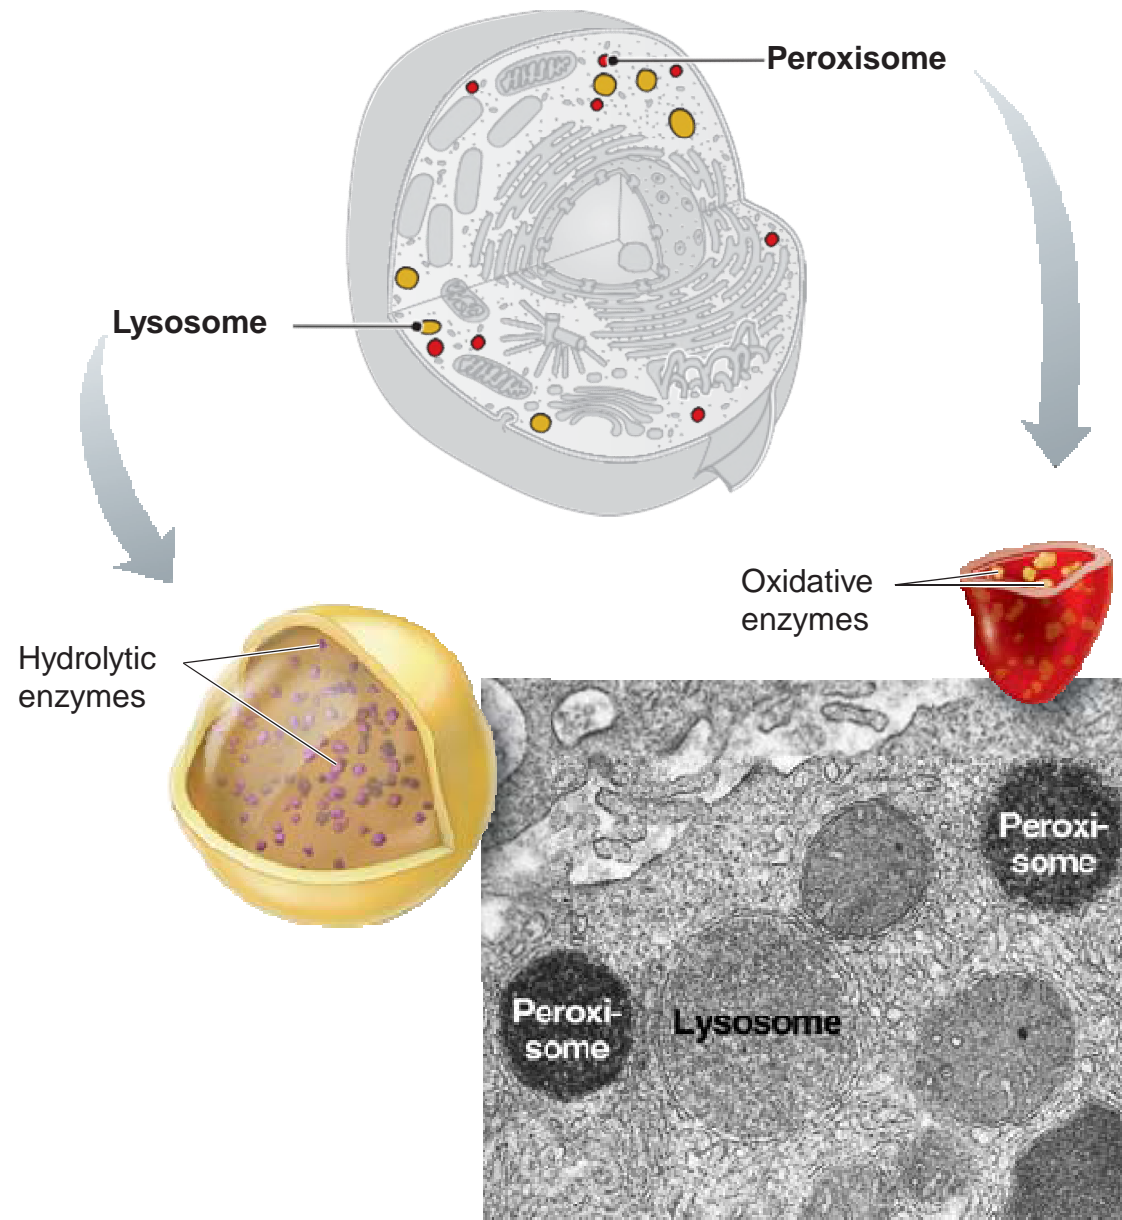 Peroxisome
Lysosome
Oxidative
enzymes
Hydrolytic
enzymes
Peroxi-
some
Peroxi-
some
Lysosome